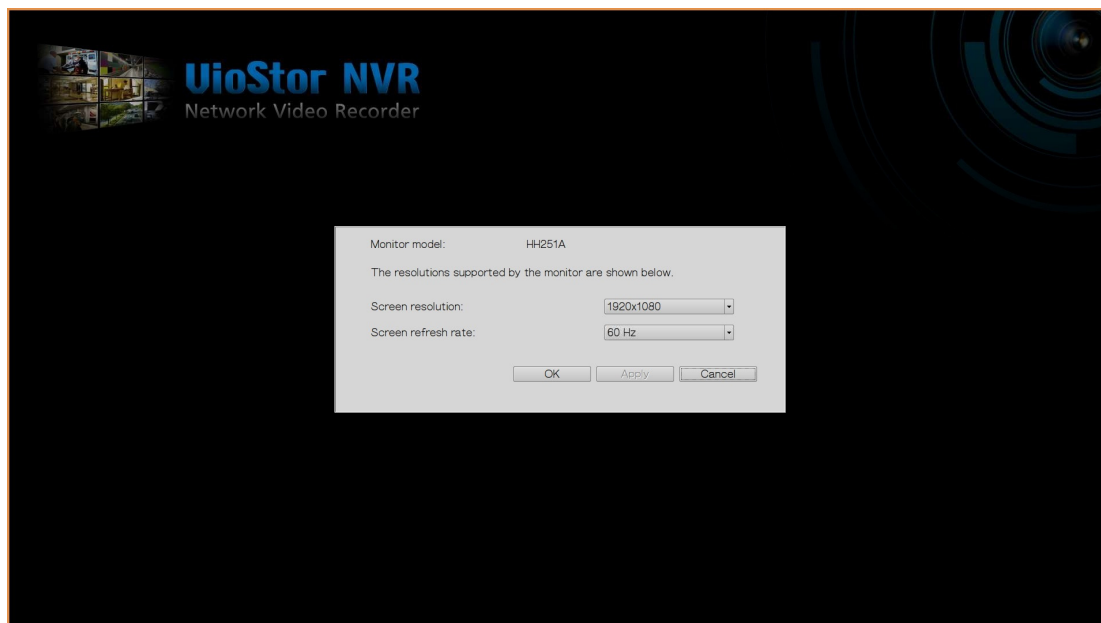 VioStor NVR
Network Video Recorder
Monitor model: HH251A
The resolutions supported by the monitor are shown below.
Screen resolution: 1920x1080
Screen refresh rate: 60 Hz
OK Apply Cancel